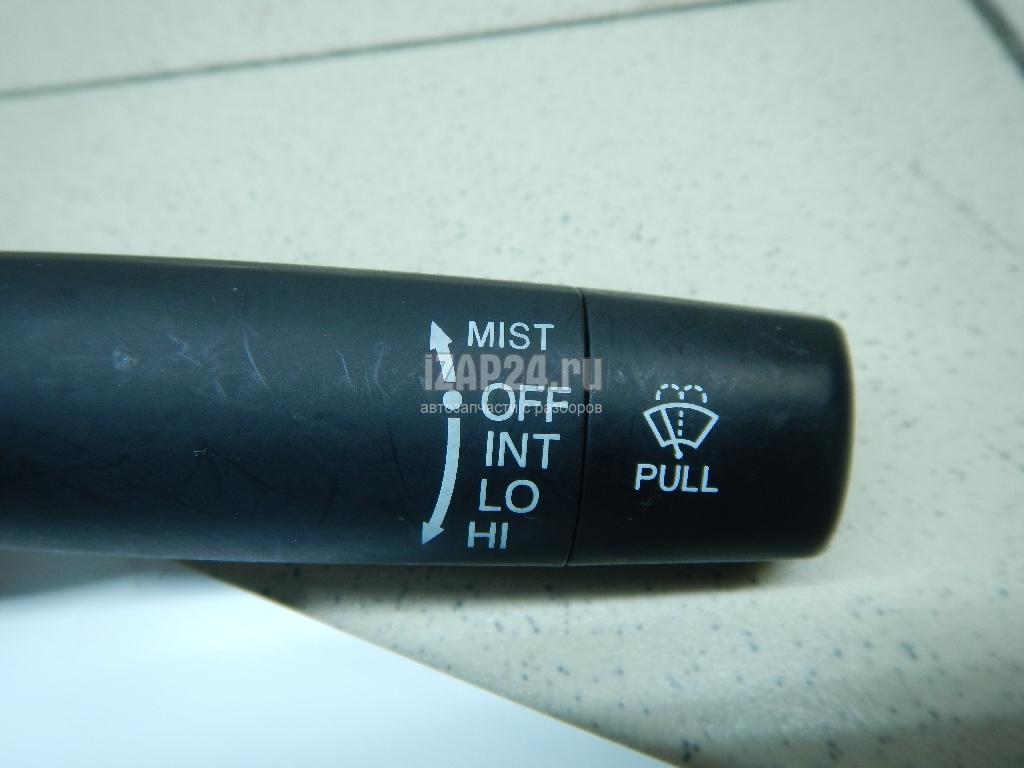 MIST
iZAP24.ru
OFF
автозапчасти с разборов
INT
LO
HI
PULL